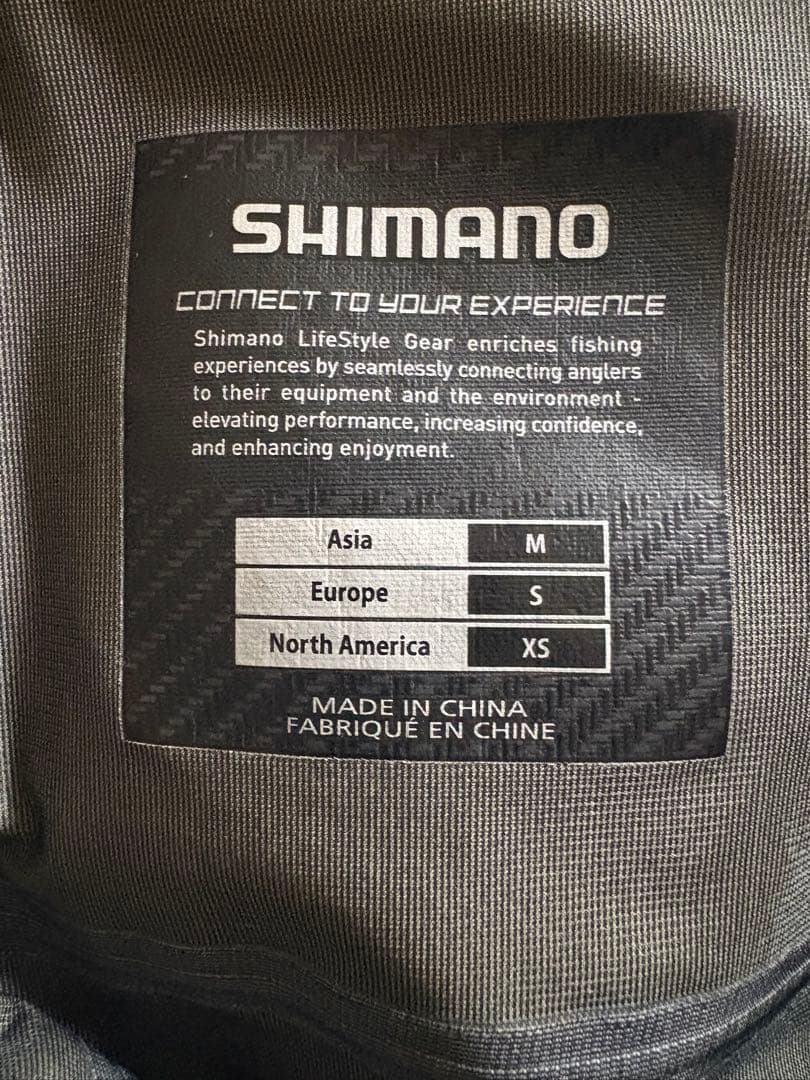 SHIMANO
CONNECT TO YOUR EXPERIENCE
Shimano LifeStyle Gear enriches fishing
experiences by seamlessly connecting anglers
to their equipment and the environment -
elevating performance, increasing confidence,
and enhancing enjoyment.
Asia M
Europe S
North America XS
MADE IN CHINA
FABRIQUÉ EN CHINE